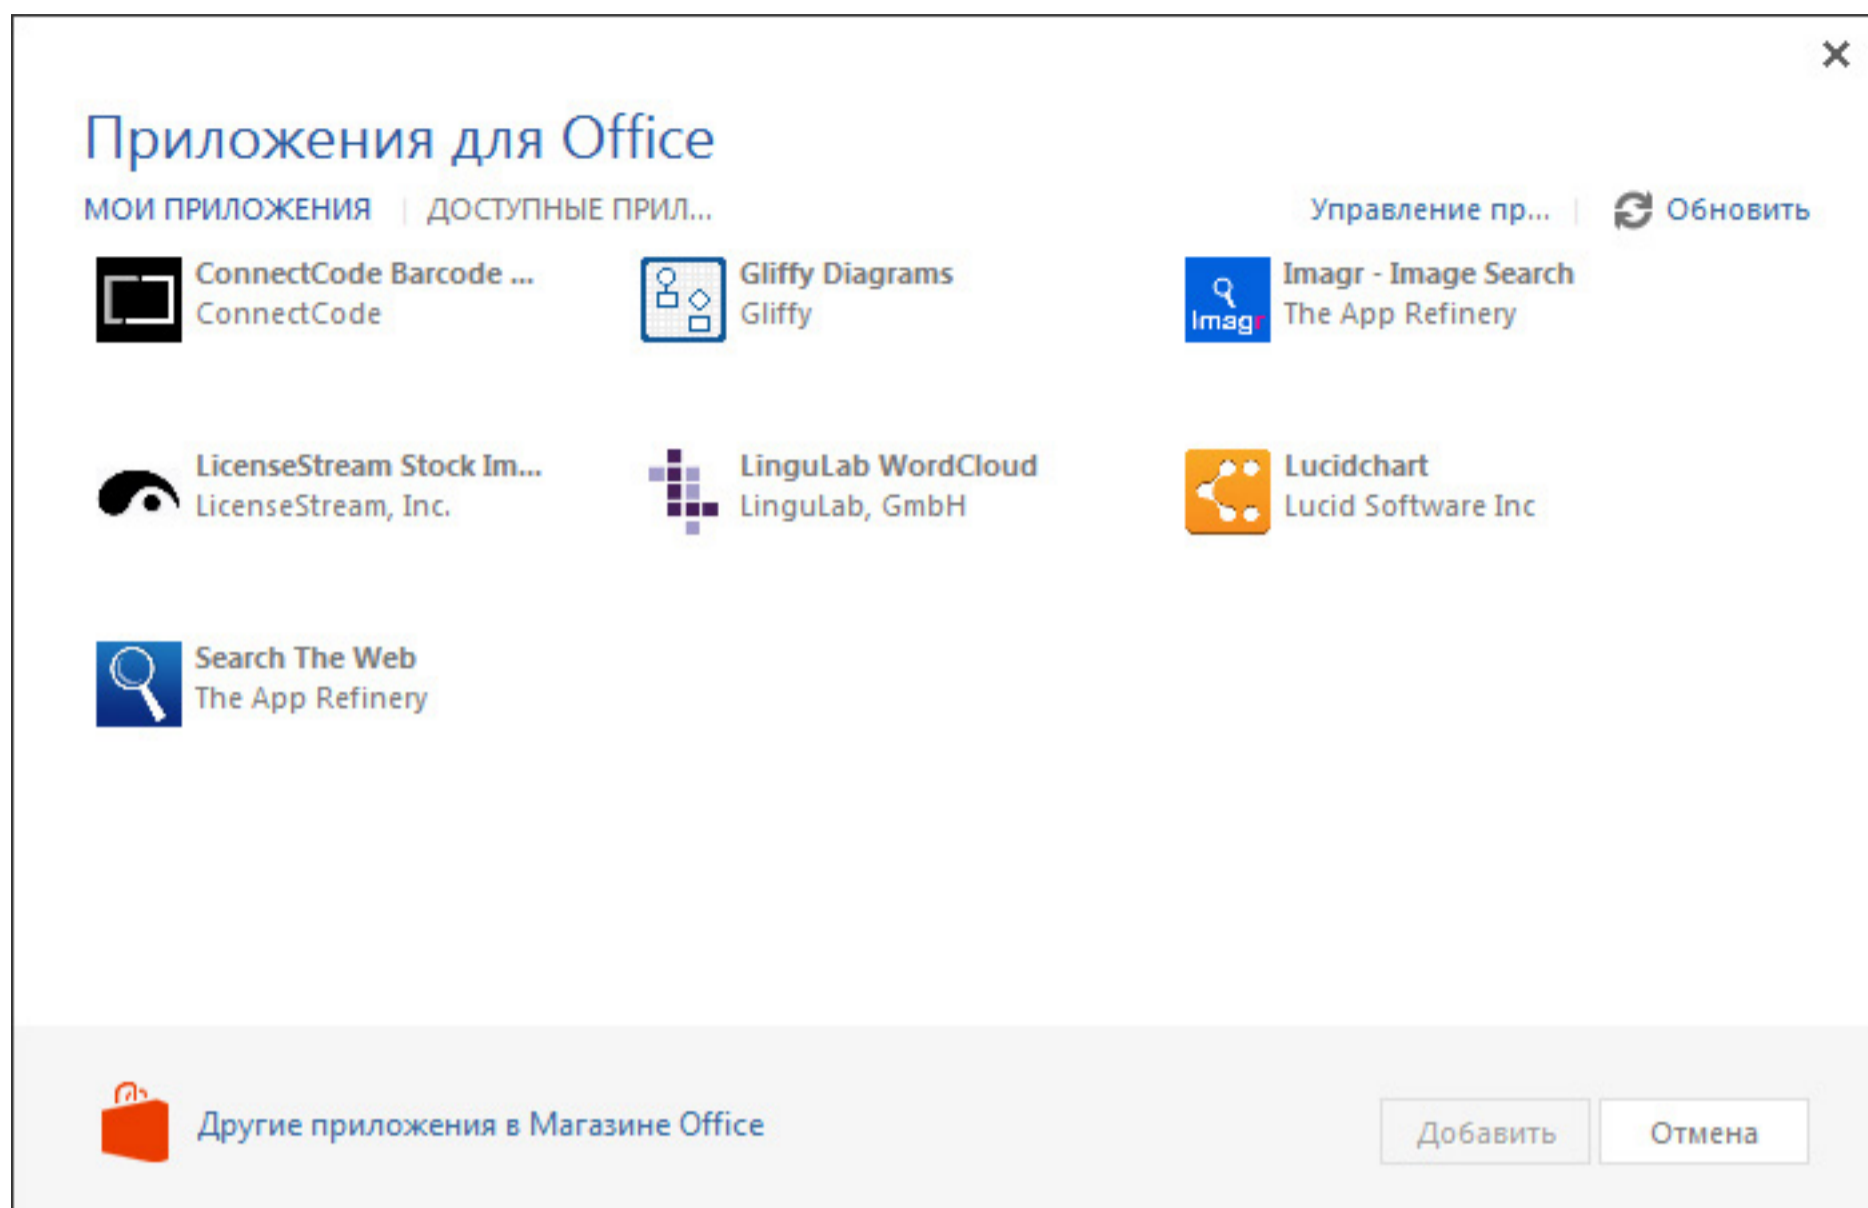 Приложения для Office
МОИ ПРИЛОЖЕНИЯ | ДОСТУПНЫЕ ПРИЛ... Управление пр... | Обновить
ConnectCode Barcode ...
ConnectCode
Gliffy Diagrams
Gliffy
Imagr
Imagr - Image Search
The App Refinery
LicenseStream Stock Im...
LicenseStream, Inc.
LinguLab WordCloud
LinguLab, GmbH
Lucidchart
Lucid Software Inc
Search The Web
The App Refinery
Другие приложения в Магазине Office
Добавить
Отмена